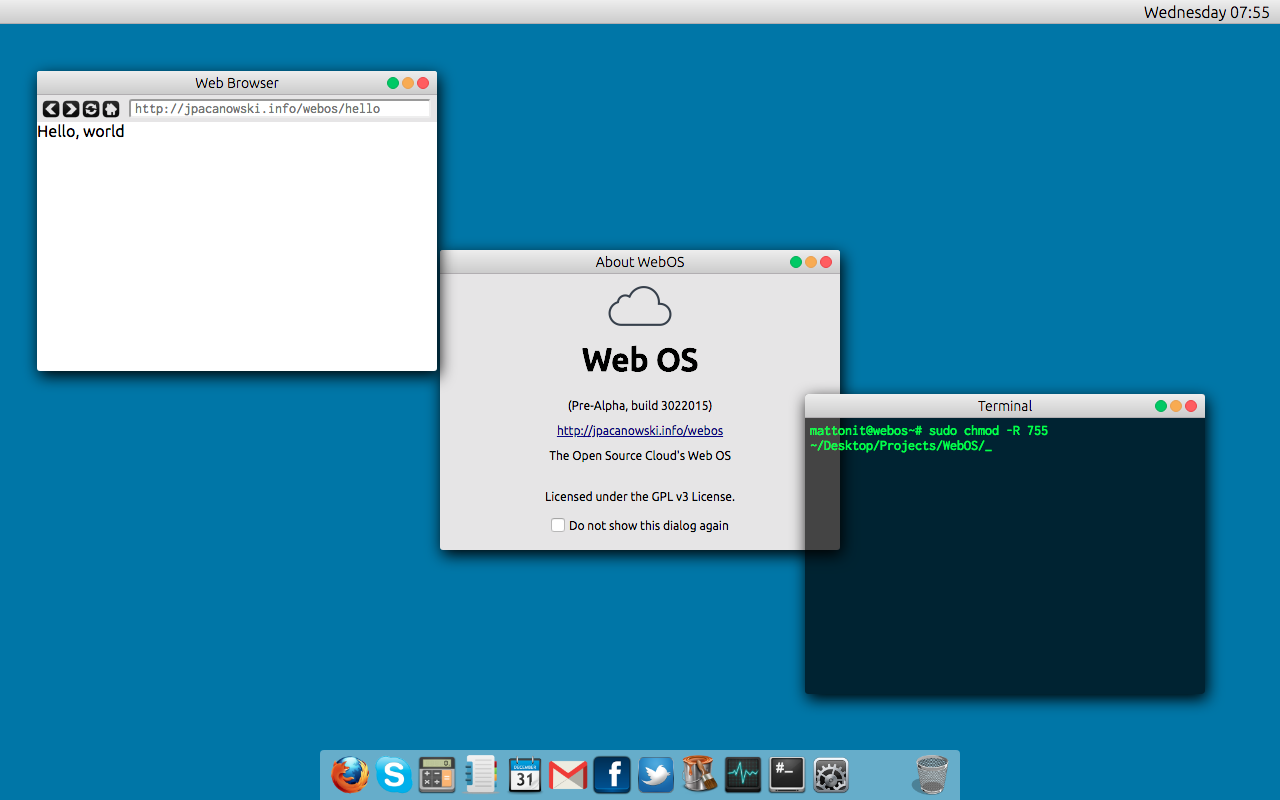 Wednesday 07:55
Web Browser
http://jpacanowski.info/webos/hello
Hello, world
About WebOS
Web OS
(Pre-Alpha, build 3022015)
http://jpacanowski.info/webos
The Open Source Cloud's Web OS
Licensed under the GPL v3 License.
Do not show this dialog again
Terminal
mattonit@webos~# sudo chmod -R 755
~/Desktop/Projects/WebOS/_
S
DECEMBER
31
f
#_